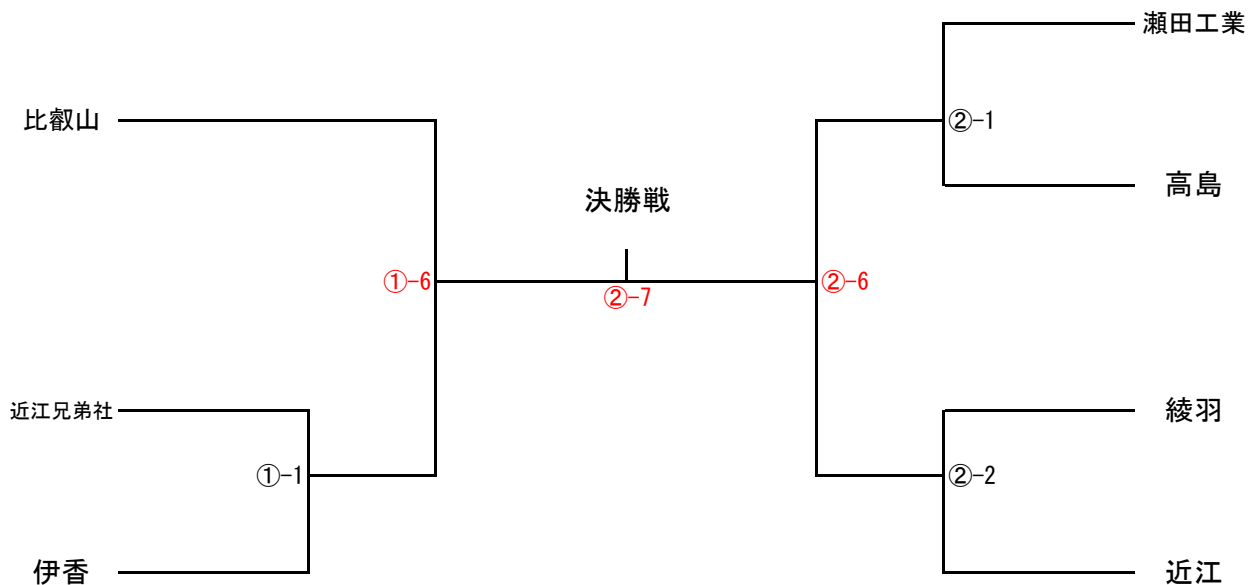 瀬田工業
比叡山
②-1
高島
決勝戦
①-6
②-6
②-7
近江兄弟社
綾羽
①-1
②-2
伊香
近江